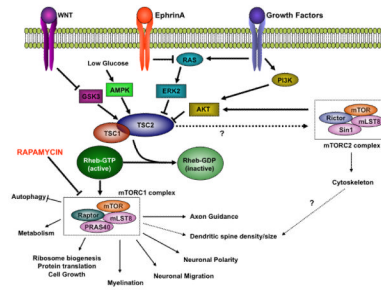 WNT
EphrinA
Growth Factors
Low Glucose
RAS
PI3K
GSK3
AMPK
ERK2
AKT
TSC2
TSC1
?
mTOR
Rictor
mLST8
Sin1
mTORC2 complex
RAPAMYCIN
Rheb-GTP
(active)
Rheb-GDP
(inactive)
mTORC1 complex
Cytoskeleton
Autophagy
mTOR
Raptor
mLST8
PRAS40
?
Axon Guidance
Metabolism
Dendritic spine density/size
Ribosome biogenesis
Protein translation
Cell Growth
Neuronal Polarity
Neuronal Migration
Myelination